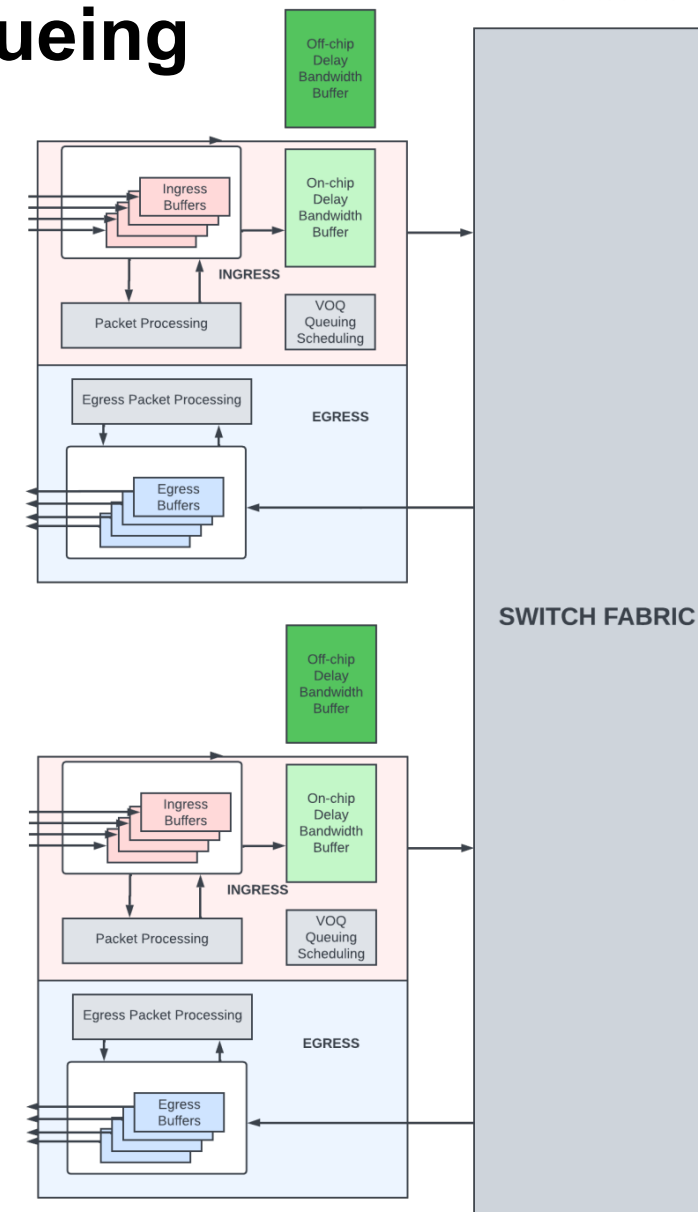 ueing
Off-chip
Delay
Bandwidth
Buffer
Ingress
Buffers
On-chip
Delay
Bandwidth
Buffer
INGRESS
Packet Processing
VOQ
Queuing
Scheduling
Egress Packet Processing
EGRESS
Egress
Buffers
SWITCH FABRIC
Off-chip
Delay
Bandwidth
Buffer
Ingress
Buffers
On-chip
Delay
Bandwidth
Buffer
INGRESS
Packet Processing
VOQ
Queuing
Scheduling
Egress Packet Processing
EGRESS
Egress
Buffers